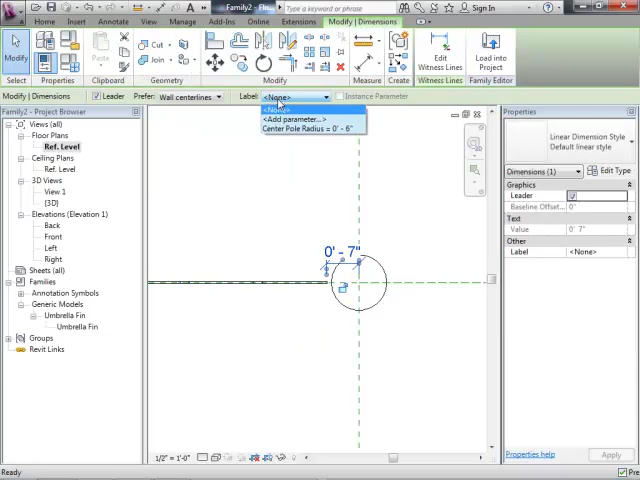 Family2 - Flo...
Type a keyword or phrase
Sign In
Home
Insert
Annotate
View
Manage
Add-Ins
Online
Extensions
Modify | Dimensions
Modify
Cut
Join
Edit
Witness Lines
Load into
Project
Select
Properties
Clipboard
Geometry
Modify
Measure
Create
Witness Lines
Family Editor
Modify | Dimensions
Leader
Prefer:
Wall centerlines
Label:
<None>
Instance Parameter
<None>
<Add parameter...>
Center Pole Radius = 0' - 6"
Family2 - Project Browser
Views (all)
Floor Plans
Ref. Level
Ceiling Plans
Ref. Level
3D Views
View 1
{3D}
Elevations (Elevation 1)
Back
Front
Left
Right
Sheets (all)
Families
Annotation Symbols
Generic Models
Umbrella Fin
Umbrella Fin
Groups
Revit Links
0' - 7"
Properties
Linear Dimension Style
Default linear style
Dimensions (1)
Edit Type
Graphics
Leader
Baseline Offset...
0"
Text
Value
0' 7"
Other
Label
<None>
Properties help
Apply
1/2" = 1'-0"
Ready
Pre